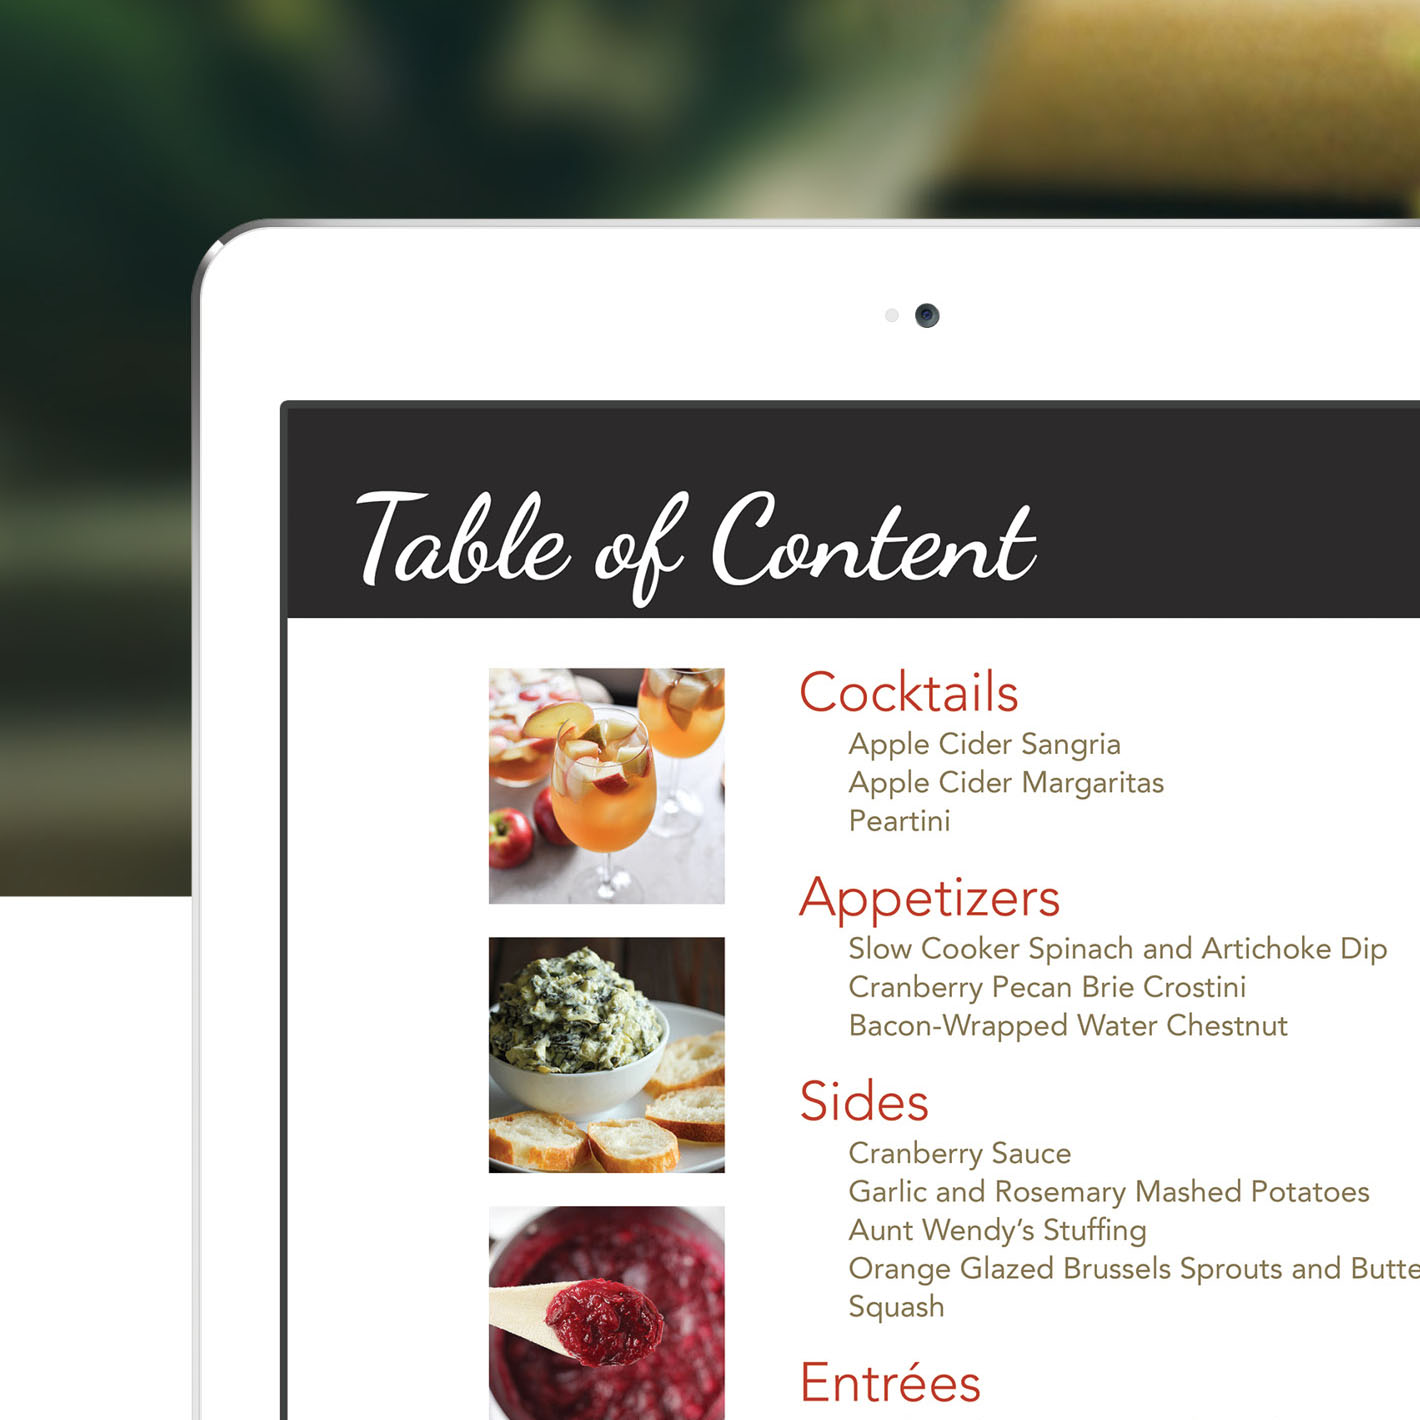 Table of Content
Cocktails
Apple Cider Sangria
Apple Cider Margaritas
Peartini
Appetizers
Slow Cooker Spinach and Artichoke Dip
Cranberry Pecan Brie Crostini
Bacon-Wrapped Water Chestnut
Sides
Cranberry Sauce
Garlic and Rosemary Mashed Potatoes
Aunt Wendy’s Stuffing
Orange Glazed Brussels Sprouts and
Squash
Entrées